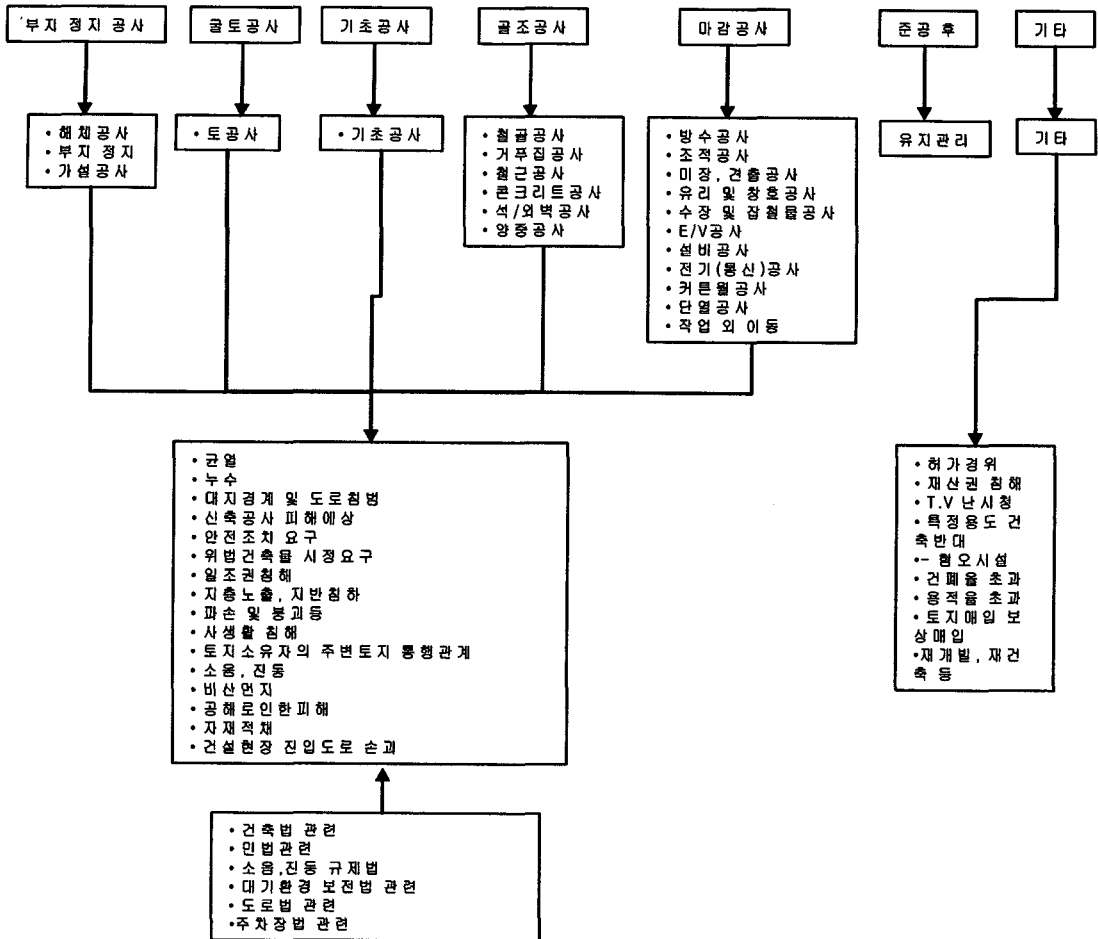 부지 정지 공사
굴토공사
기초공사
골조공사
마감공사
준공 후
기타
• 해체공사
• 부지 정지
• 가설공사
• 토공사
• 기초공사
• 철골공사
• 거푸집공사
• 철근공사
• 콘크리트공사
• 석/외벽공사
• 양중공사
• 방수공사
• 조적공사
• 미장, 견출공사
• 유리 및 창호공사
• 수장 및 잡철물공사
• E/V공사
• 설비공사
• 전기(통신)공사
• 커튼월공사
• 단열공사
• 작업 외 이동
유지관리
기타
• 균열
• 누수
• 대지경계 및 도로침범
• 신축공사 피해예상
• 안전조치 요구
• 위법건축물 시정요구
• 일조권침해
• 지층노출, 지반침하
• 파손 및 붕괴등
• 사생활 침해
• 토지소유자의 주변토지 통행관계
• 소음, 진동
• 비산먼지
• 공해로인한피해
• 자재적채
• 건설현장 진입도로 손괴
• 허가경위
• 재산권 침해
• T.V 난시청
• 특정용도 건
축반대
•- 혐오시설
• 건폐율 초과
• 용적율 초과
• 토지매입 보
상매입
•재개발, 재건
축 등
• 건축법 관련
• 민법관련
• 소음,진동 규제법
• 대기환경 보전법 관련
• 도로법 관련
•주차장법 관련